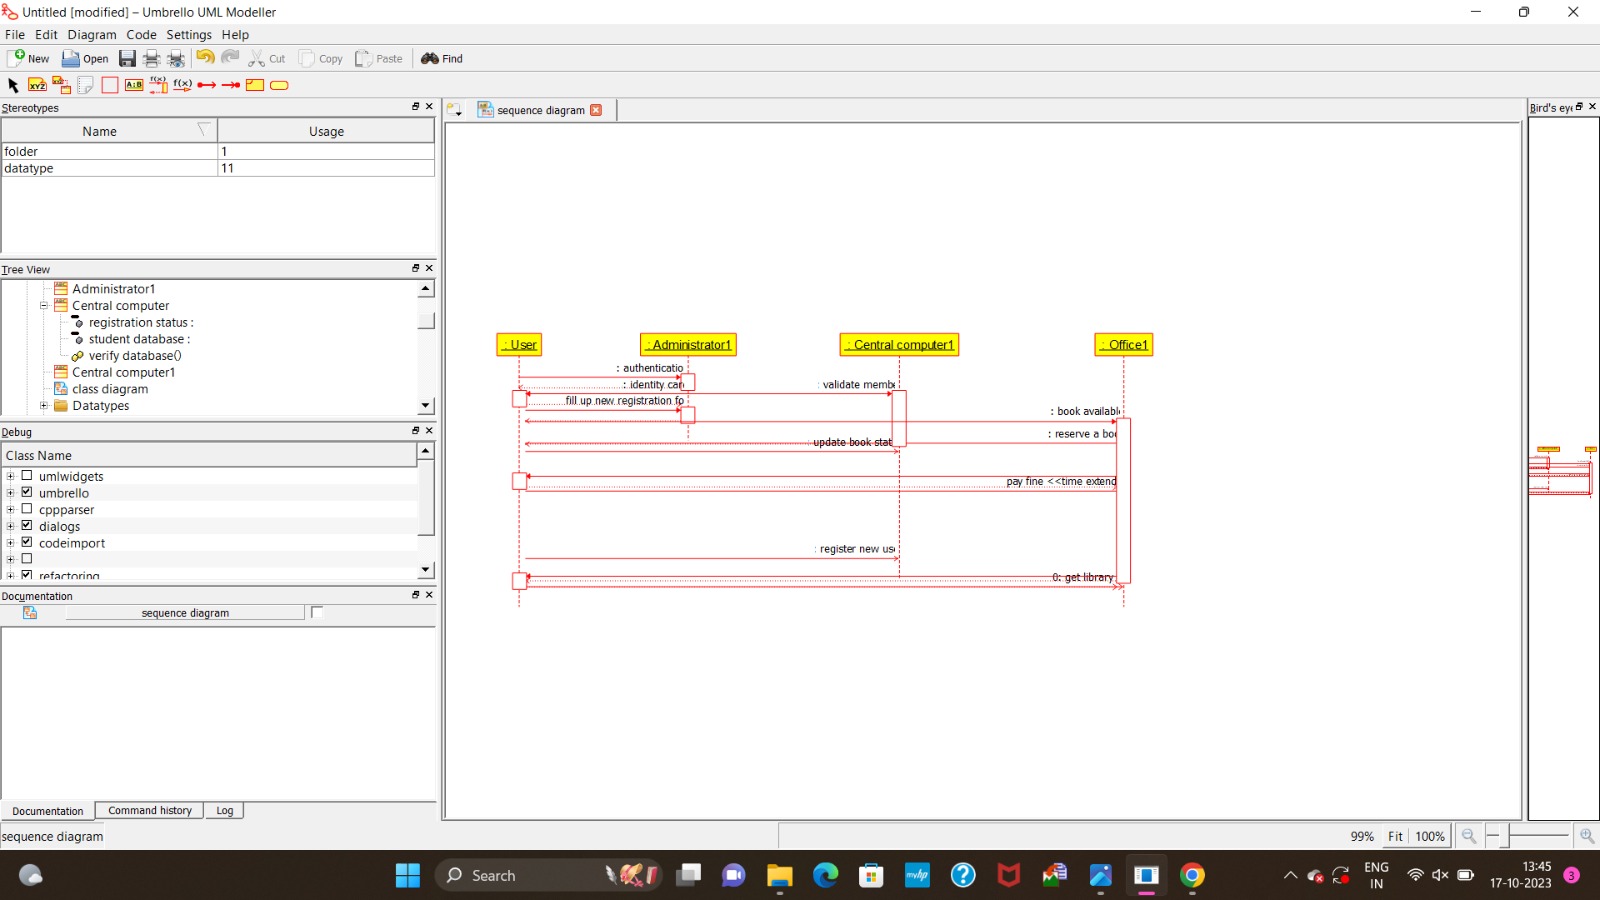 Untitled [modified] – Umbrello UML Modeller
File Edit Diagram Code Settings Help
New Open Cut Copy Paste Find
XYZ A:B f(x) f(x)
Stereotypes
Name Usage
folder 1
datatype 11
Tree View
Administrator1
Central computer
registration status :
student database :
verify database()
Central computer1
class diagram
Datatypes
Debug
Class Name
umlwidgets
umbrello
cppparser
dialogs
codeimport
refactoring
Documentation
sequence diagram
Documentation Command history Log
sequence diagram
sequence diagram
: User : Administrator1 : Central computer1 : Office1
: authenticatio
: identity car : validate memb
fill up new registration fo
: book availabl
: reserve a boo
: update book stat
pay fine <<time extend
: register new use
0: get library
Bird's eye
99% Fit 100%
Search
myhp
ENG
IN
13:45
17-10-2023
3